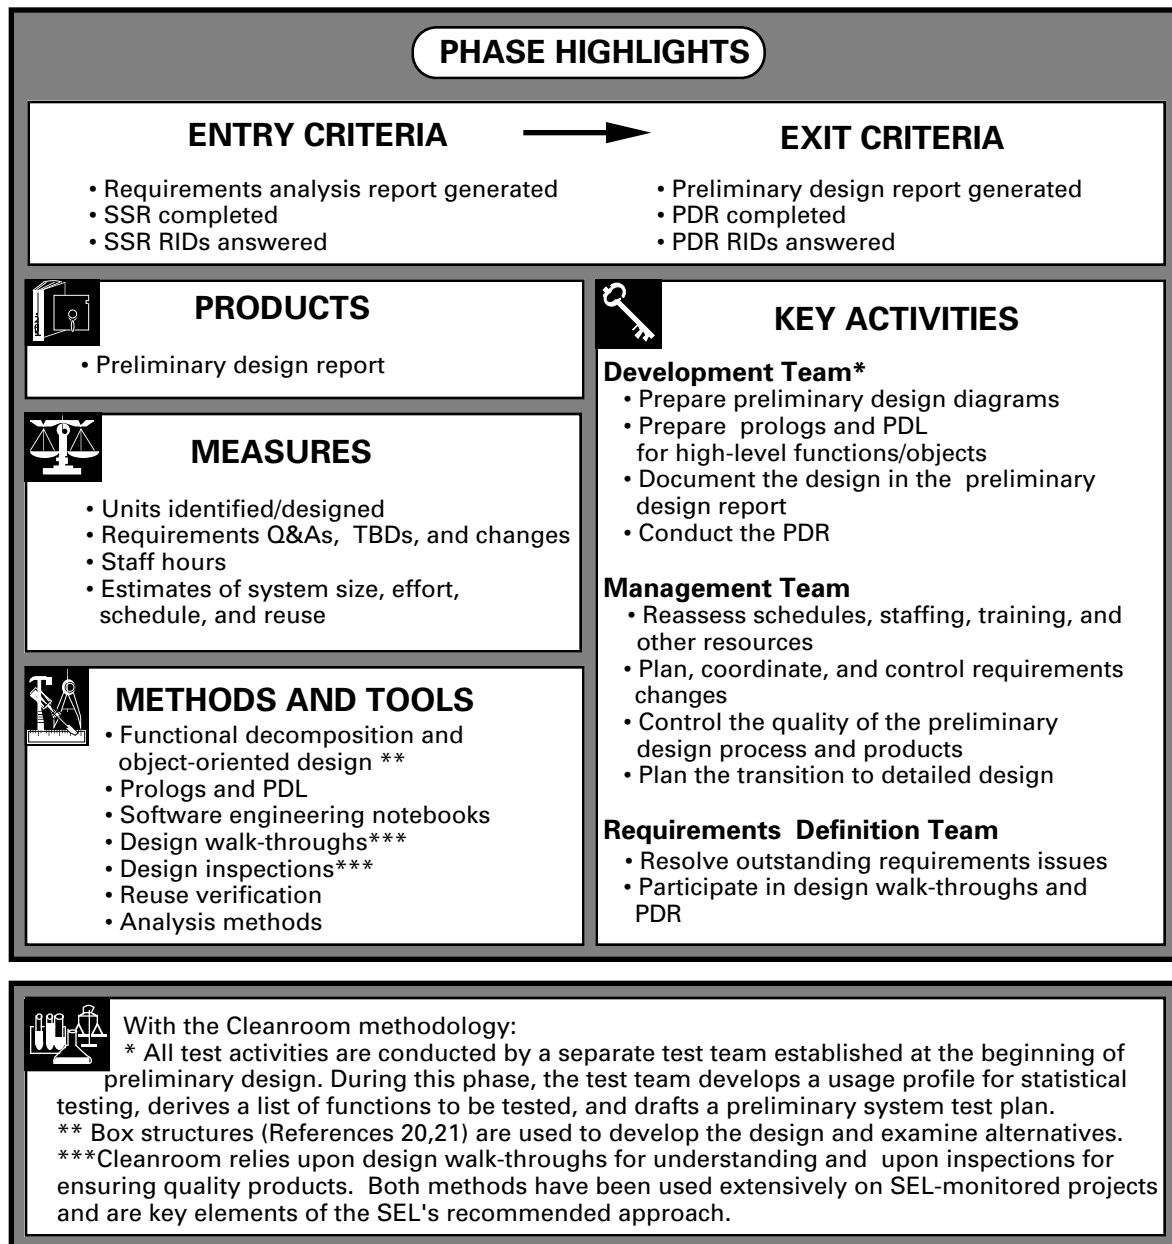 PHASE HIGHLIGHTS
ENTRY CRITERIA
• Requirements analysis report generated
• SSR completed
• SSR RIDs answered
EXIT CRITERIA
• Preliminary design report generated
• PDR completed
• PDR RIDs answered
PRODUCTS
• Preliminary design report
MEASURES
• Units identified/designed
• Requirements Q&As, TBDs, and changes
• Staff hours
• Estimates of system size, effort,
schedule, and reuse
METHODS AND TOOLS
• Functional decomposition and
object-oriented design **
• Prologs and PDL
• Software engineering notebooks
• Design walk-throughs***
• Design inspections***
• Reuse verification
• Analysis methods
KEY ACTIVITIES
Development Team*
• Prepare preliminary design diagrams
• Prepare prologs and PDL
for high-level functions/objects
• Document the design in the preliminary
design report
• Conduct the PDR
Management Team
• Reassess schedules, staffing, training, and
other resources
• Plan, coordinate, and control requirements
changes
• Control the quality of the preliminary
design process and products
• Plan the transition to detailed design
Requirements Definition Team
• Resolve outstanding requirements issues
• Participate in design walk-throughs and
PDR
With the Cleanroom methodology:
* All test activities are conducted by a separate test team established at the beginning of
preliminary design. During this phase, the test team develops a usage profile for statistical
testing, derives a list of functions to be tested, and drafts a preliminary system test plan.
** Box structures (References 20,21) are used to develop the design and examine alternatives.
***Cleanroom relies upon design walk-throughs for understanding and upon inspections for
ensuring quality products. Both methods have been used extensively on SEL-monitored projects
and are key elements of the SEL's recommended approach.